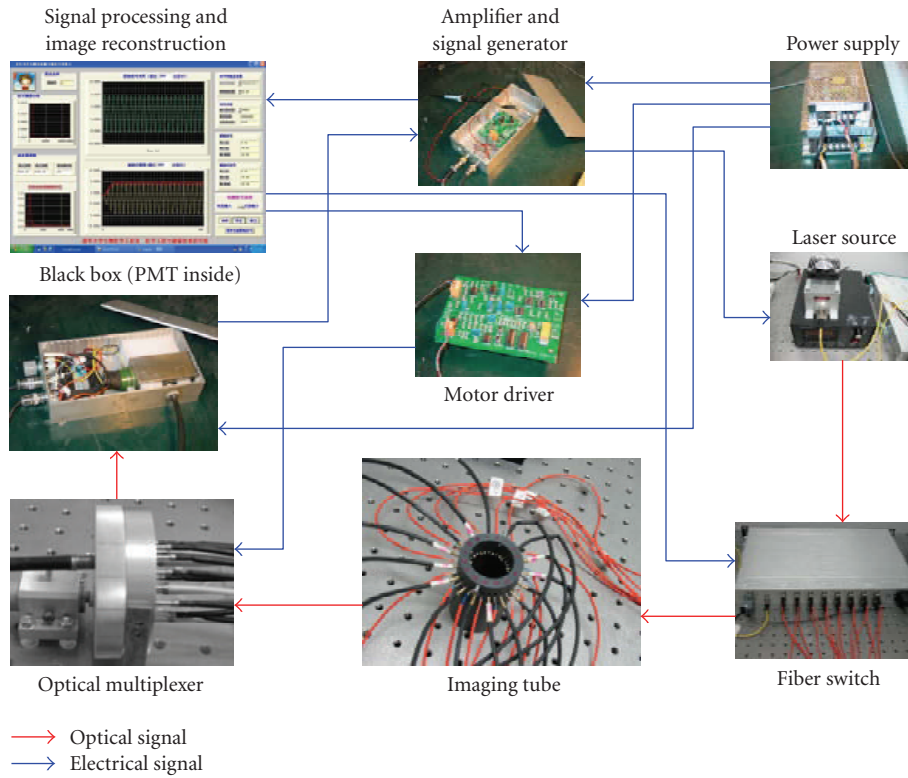 Signal processing and
image reconstruction
Amplifier and
signal generator
Power supply
Laser source
Black box (PMT inside)
Motor driver
Optical multiplexer
Imaging tube
Fiber switch
Optical signal
Electrical signal